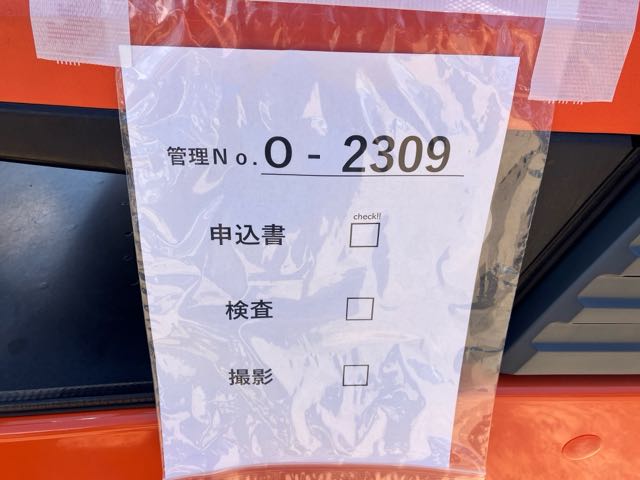 管理No. O - 2309
check!!
申込書 □
検査 □
撮影 □